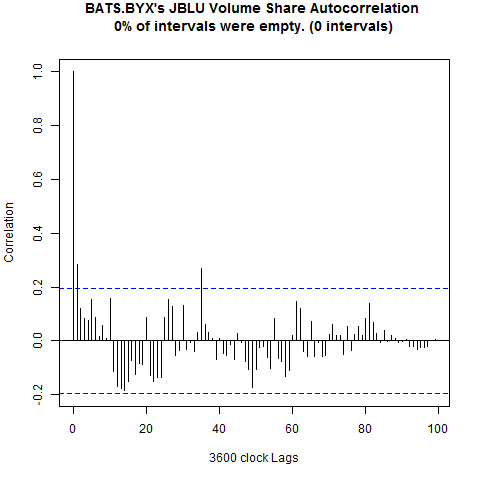 BATS.BYX's JBLU Volume Share Autocorrelation
0% of intervals were empty. (0 intervals)
Correlation
1.0
0.8
0.6
0.4
0.2
0.0
-0.2
0 20 40 60 80 100
3600 clock Lags